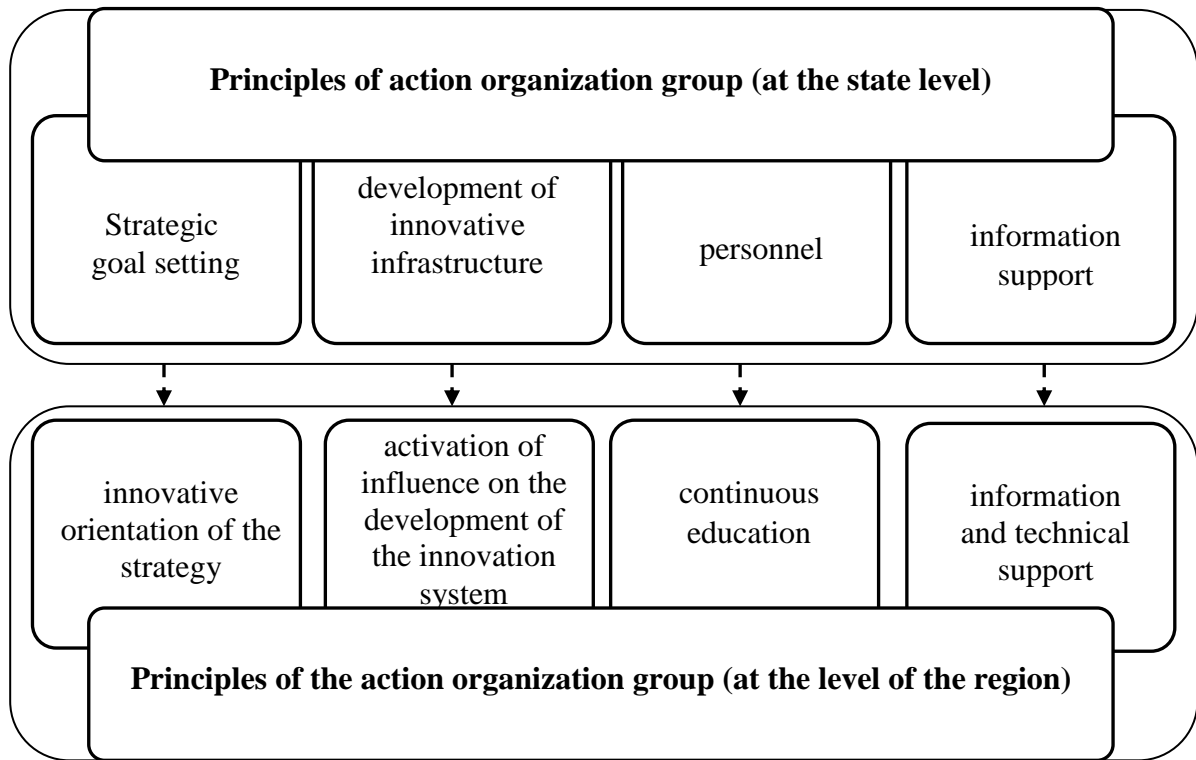 Principles of action organization group (at the state level)
Strategic
goal setting
development of
innovative
infrastructure
personnel
information
support
innovative
orientation of the
strategy
activation of
influence on the
development of
the innovation
system
continuous
education
information
and technical
support
Principles of the action organization group (at the level of the region)